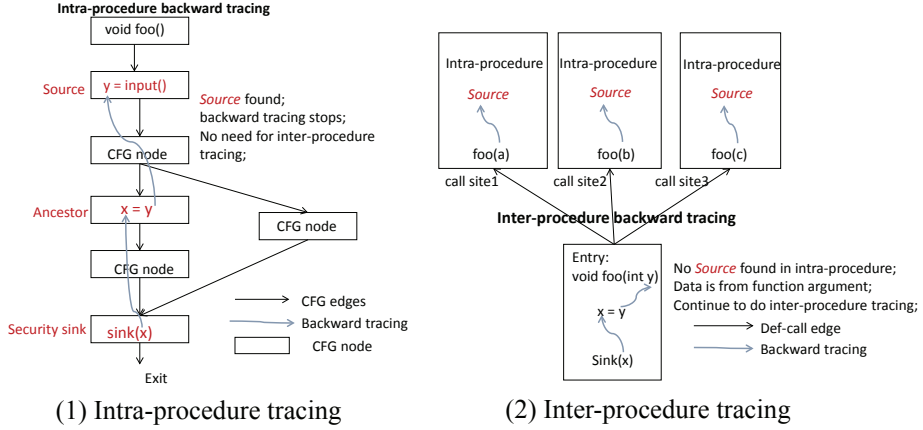 Intra-procedure backward tracing
void foo()
Source
y = input()
Source found;
backward tracing stops;
No need for inter-procedure
tracing;
CFG node
Ancestor
x = y
CFG node
CFG node
CFG edges
Backward tracing
CFG node
Security sink
sink(x)
Exit
(1) Intra-procedure tracing
Intra-procedure
Source
foo(a)
call site1
Intra-procedure
Source
foo(b)
call site2
Intra-procedure
Source
foo(c)
call site3
Inter-procedure backward tracing
Entry:
void foo(int y)
x = y
Sink(x)
No Source found in intra-procedure;
Data is from function argument;
Continue to do inter-procedure tracing;
Def-call edge
Backward tracing
(2) Inter-procedure tracing